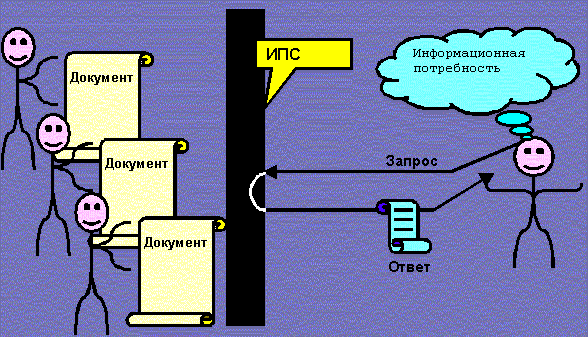 Документ
Документ
Документ
ИПС
Информационная
потребность
Запрос
Ответ